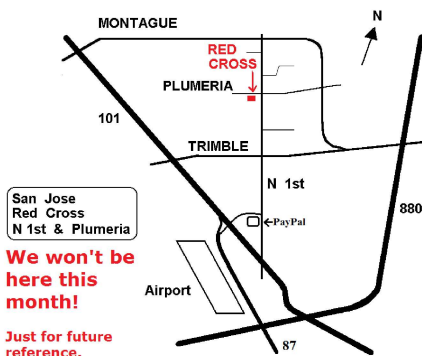 MONTAGUE
N
RED
CROSS
PLUMERIA
101
TRIMBLE
San Jose
Red Cross
N 1st & Plumeria
N 1st
880
PayPal
We won't be
here this
month!
Airport
Just for future
reference.
87